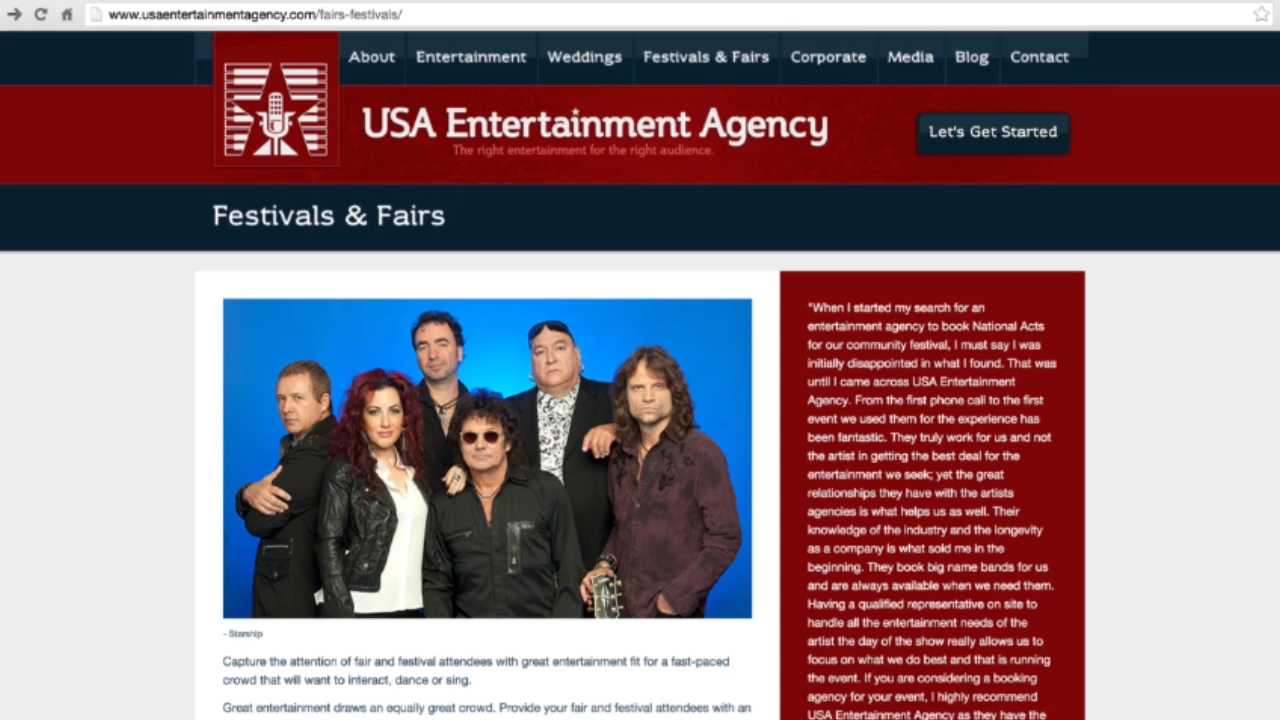 www.usaentertainmentagency.com/fairs-festivals/
About Entertainment Weddings Festivals & Fairs Corporate Media Blog Contact
USA Entertainment Agency
The right entertainment for the right audience.
Let's Get Started
Festivals & Fairs
- Starship
Capture the attention of fair and festival attendees with great entertainment fit for a fast-paced
crowd that will want to interact, dance or sing.
Great entertainment draws an equally great crowd. Provide your fair and festival attendees with an
"When I started my search for an
entertainment agency to book National Acts
for our community festival, I must say I was
initially disappointed in what I found. That was
until I came across USA Entertainment
Agency. From the first phone call to the first
event we used them for the experience has
been fantastic. They truly work for us and not
the artist in getting the best deal for the
entertainment we seek; yet the great
relationships they have with the artists
agencies is what helps us as well. Their
knowledge of the industry and the longevity
as a company is what sold me in the
beginning. They book big name bands for us
and are always available when we need them.
Having a qualified representative on site to
handle all the entertainment needs of the
artist the day of the show really allows us to
focus on what we do best and that is running
the event. If you are considering a booking
agency for your event, I highly recommend
USA Entertainment Agency as they have the